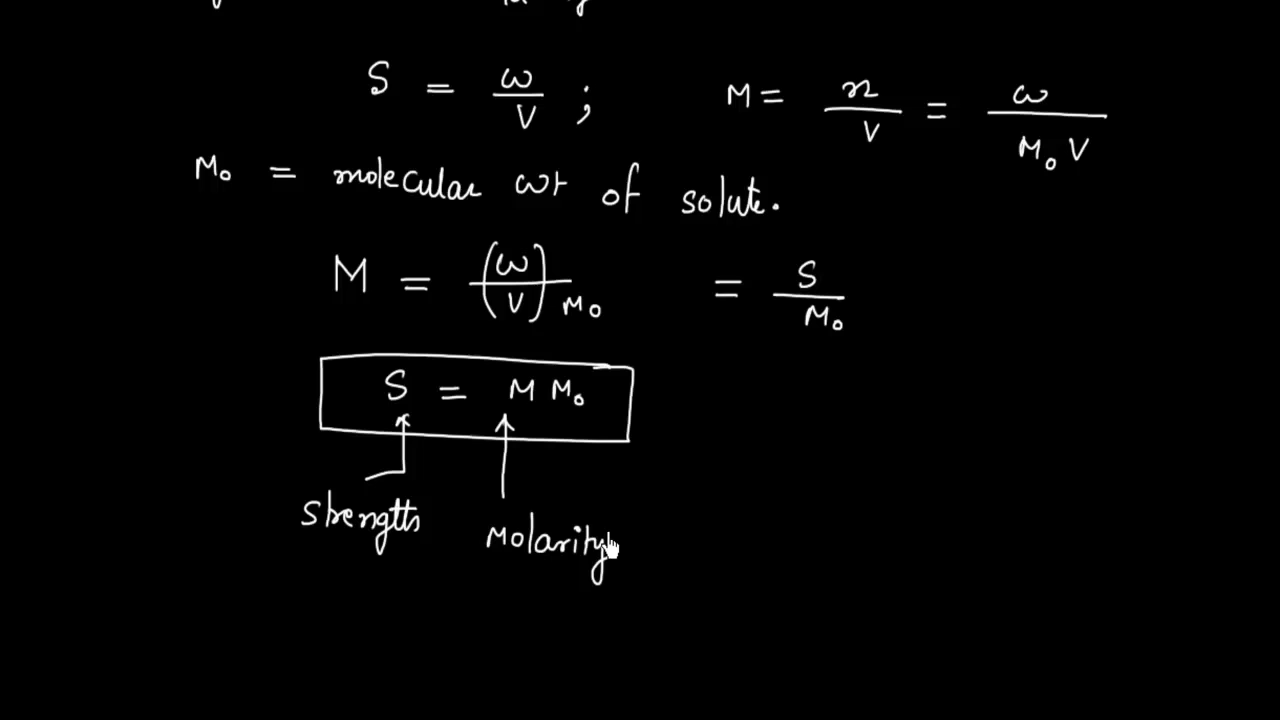 S = ω/V ; M = n/V = ω/M₀V
M₀ = molecular wt of solute.
M = (ω/V)/M₀ = S/M₀
S = M M₀
Strength Molarity